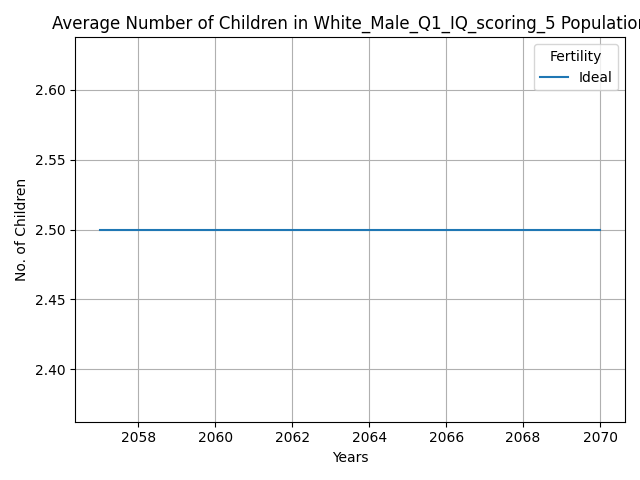 Average Number of Children in White_Male_Q1_IQ_scoring_5 Population
Fertility
Ideal
2.60
2.55
2.50
2.45
2.40
No. of Children
2058 2060 2062 2064 2066 2068 2070
Years